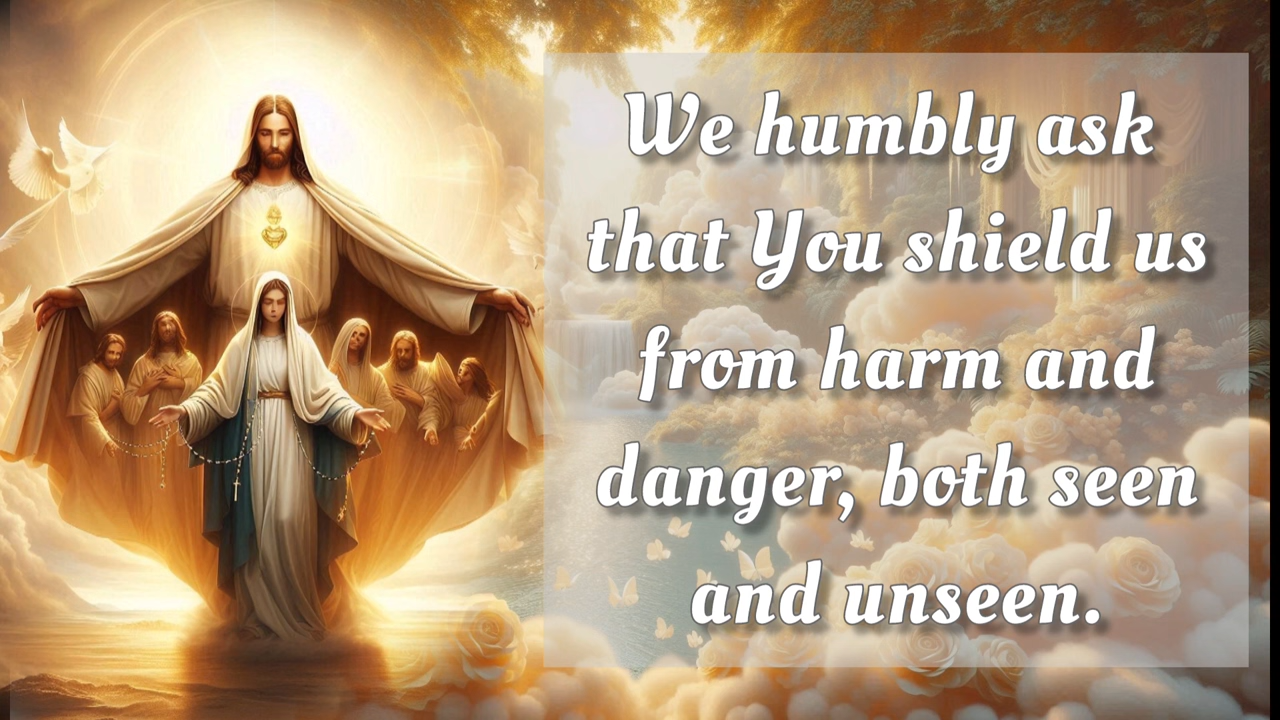 We humbly ask
that You shield us
from harm and
danger, both seen
and unseen.